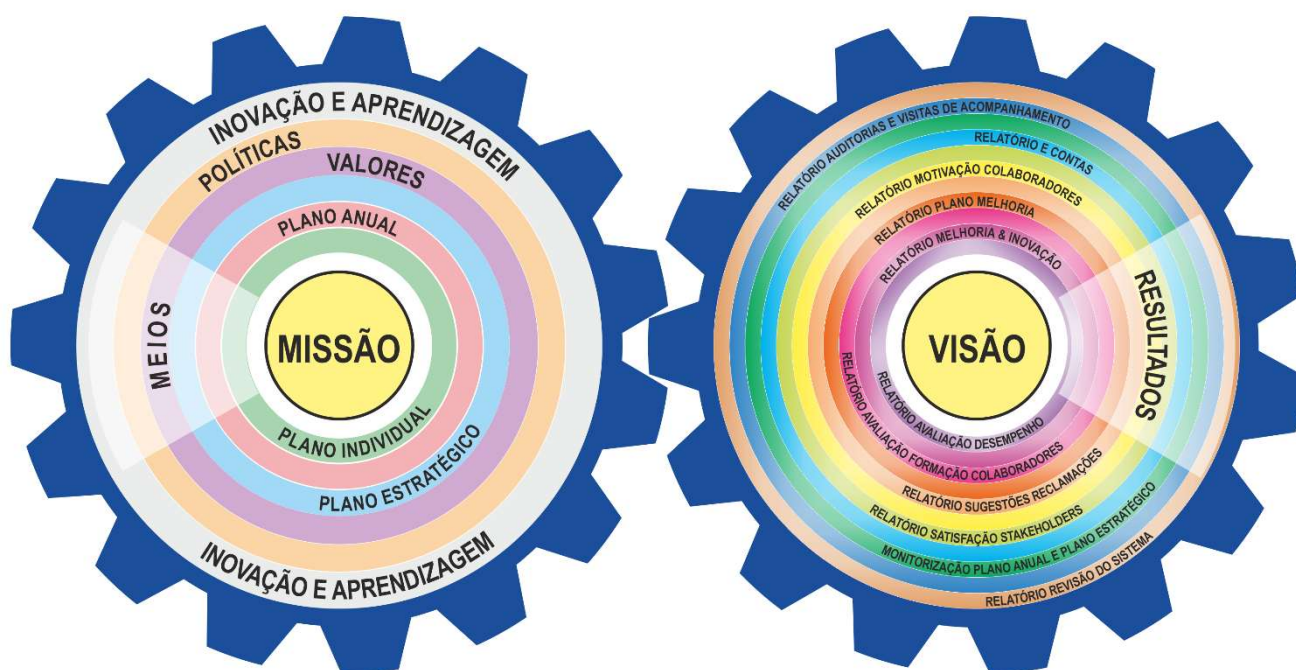 INOVAÇÃO E APRENDIZAGEM
POLÍTICAS
VALORES
PLANO ANUAL
MEIOS
MISSÃO
PLANO INDIVIDUAL
PLANO ESTRATÉGICO
INOVAÇÃO E APRENDIZAGEM
RELATÓRIO AUDITORIAS E VISITAS DE ACOMPANHAMENTO
RELATÓRIO E CONTAS
RELATÓRIO MOTIVAÇÃO COLABORADORES
RELATÓRIO PLANO MELHORIA
RELATÓRIO MELHORIA & INOVAÇÃO
VISÃO
RESULTADOS
RELATÓRIO AVALIAÇÃO DESEMPENHO
RELATÓRIO AVALIAÇÃO FORMAÇÃO COLABORADORES
RELATÓRIO SUGESTÕES RECLAMAÇÕES
RELATÓRIO SATISFAÇÃO STAKEHOLDERS
MONITORIZAÇÃO PLANO ANUAL E PLANO ESTRATÉGICO
RELATÓRIO REVISÃO DO SISTEMA